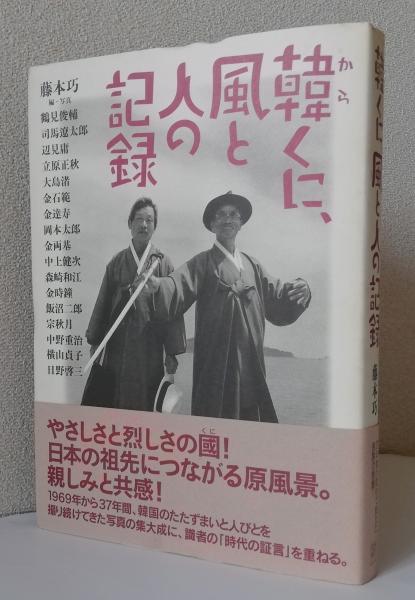 韓くに、
から
風と
人の
記録
藤本巧
編・写真
鶴見俊輔
司馬遼太郎
辺見庸
立原正秋
大島渚
金石範
金達寿
岡本太郎
金両基
中上健次
森崎和江
金時鐘
飯沼二郎
宗秋月
中野重治
横山貞子
日野啓三
やさしさと烈しさの國!
くに
日本の祖先につながる原風景。
親しみと共感!
1969年から37年間、韓国のたたずまいと人びとを
撮り続けてきた写真の集大成に、識者の「時代の証言」を重ねる。
韓くに 風と人の記録
藤本巧